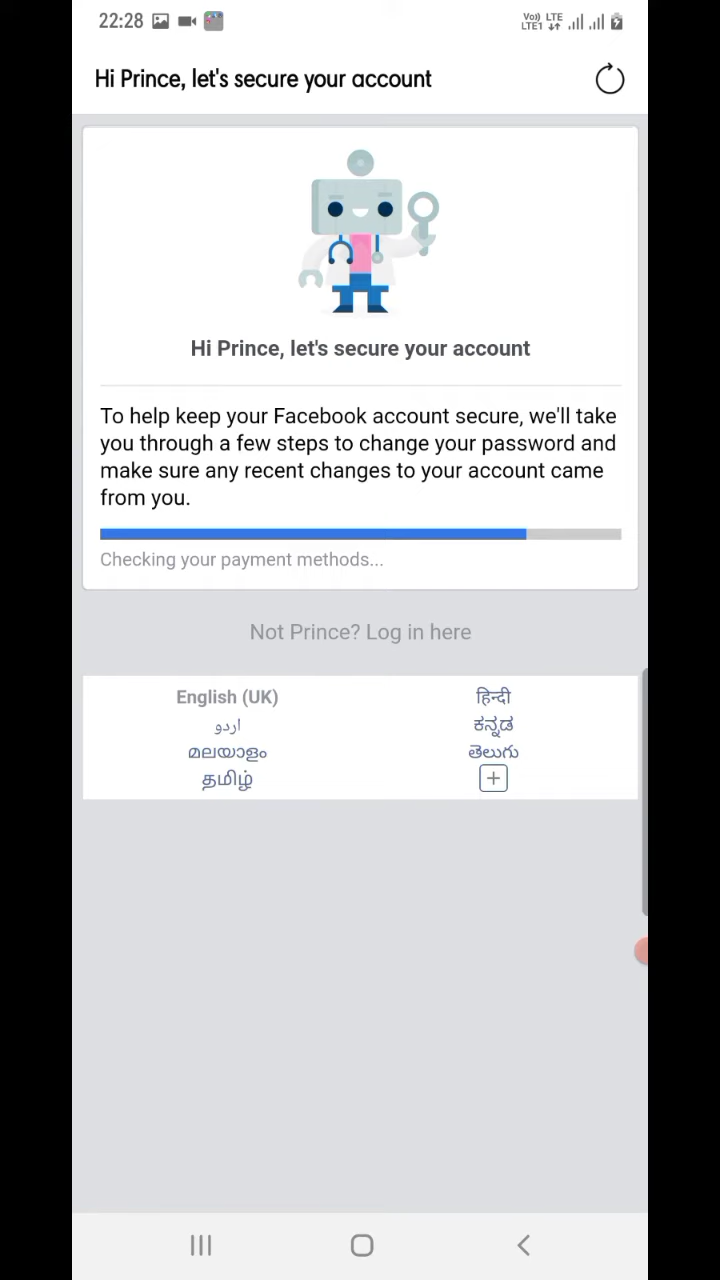 22:28
Vo)) LTE
LTE1
Hi Prince, let's secure your account
Hi Prince, let's secure your account
To help keep your Facebook account secure, we'll take
you through a few steps to change your password and
make sure any recent changes to your account came
from you.
Checking your payment methods...
Not Prince? Log in here
English (UK) हिन्दी
اردو ಕನ್ನಡ
മലയാളം తెలుగు
தமிழ் +